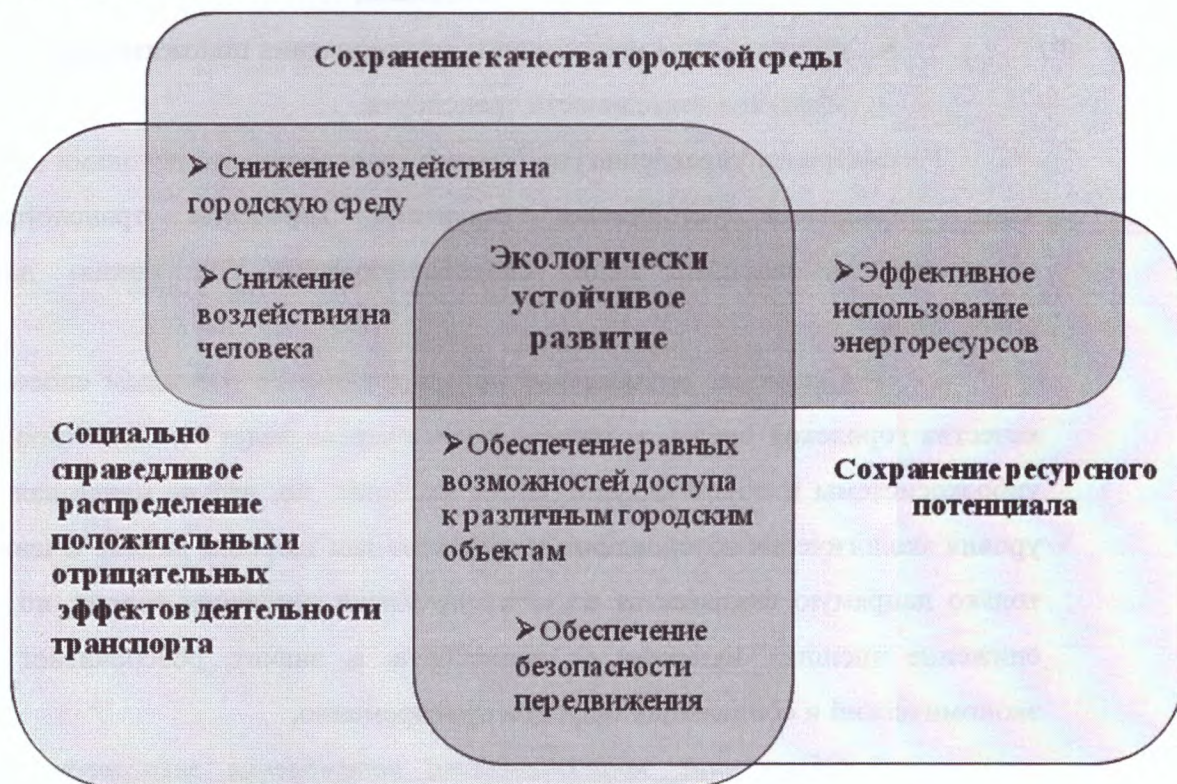 Сохранение качества городской среды
➤ Снижение воздействия на
городскую среду
➤ Снижение
воздействия на
человека
Экологически
устойчивое
развитие
➤ Эффективное
использование
энергоресурсов
Социально
справедливое
распределение
положительных и
отрицательных
эффектов деятельности
транспорта
➤ Обеспечение равных
возможностей доступа
к различным городским
объектам
➤ Обеспечение
безопасности
передвижения
Сохранение ресурсного
потенциала